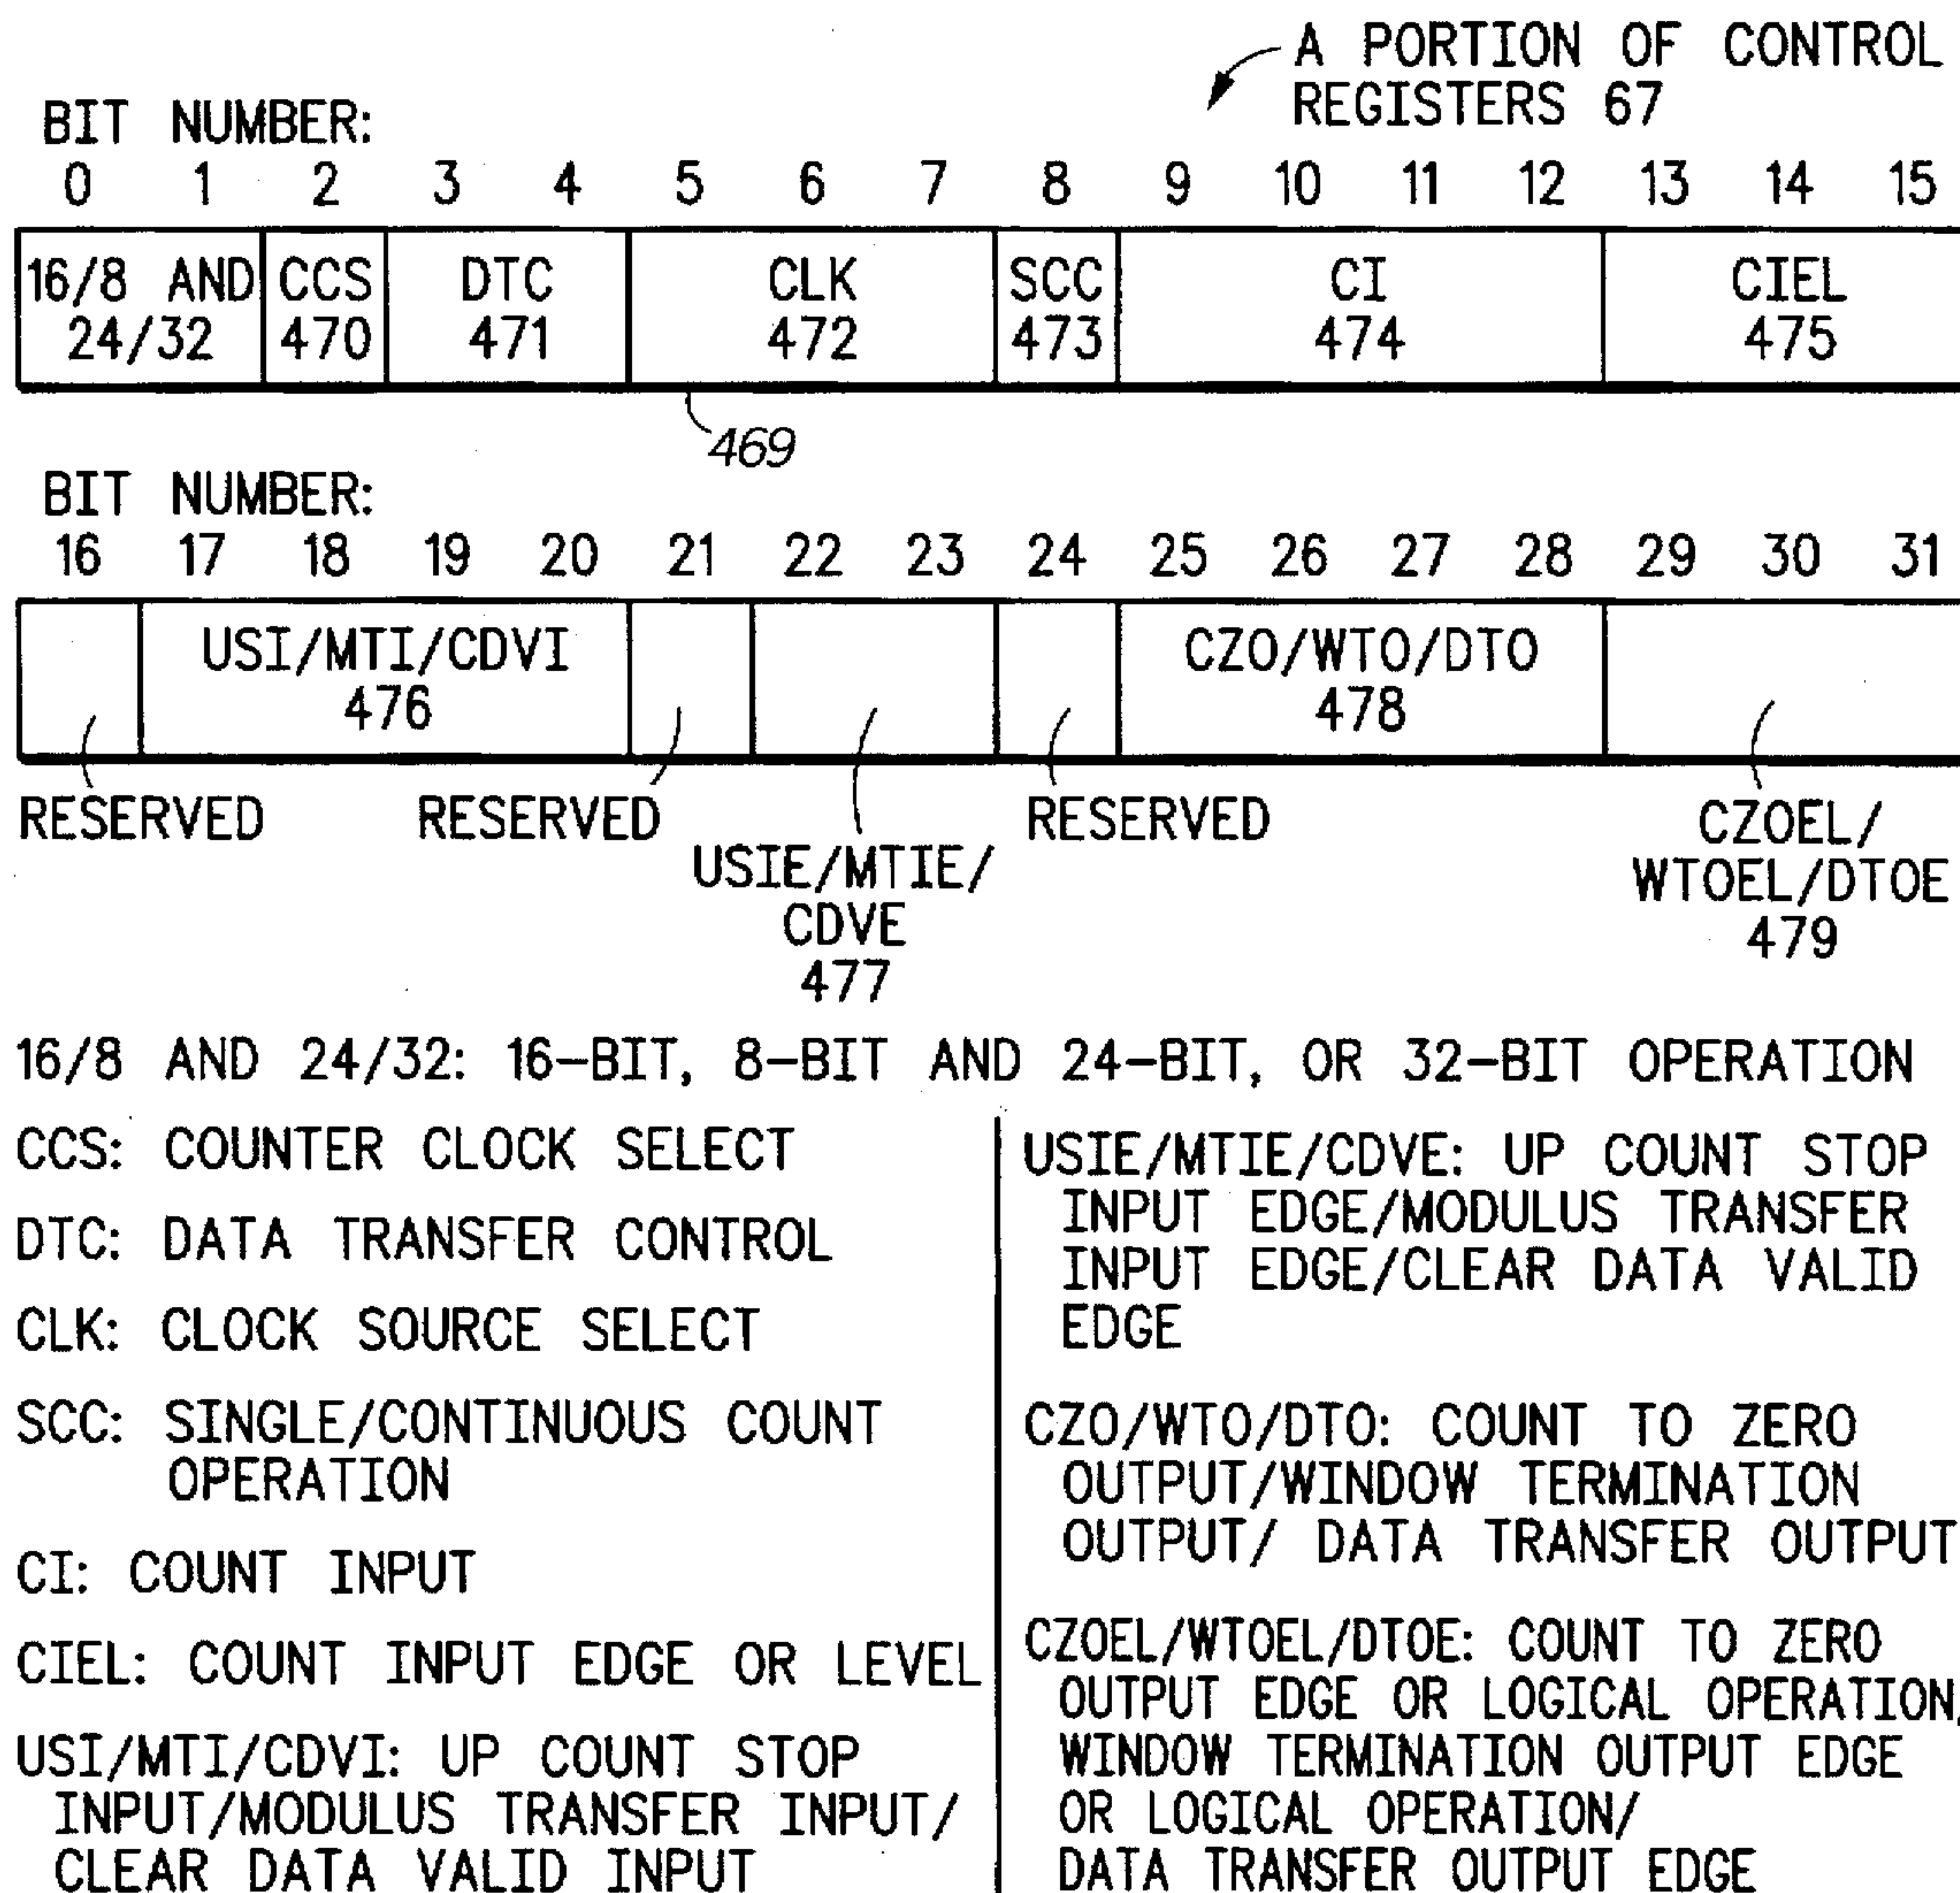 A PORTION OF CONTROL
REGISTERS 67
BIT NUMBER:
0 1 2 3 4 5 6 7 8 9 10 11 12 13 14 15
16/8 AND 24/32
CCS 470
DTC 471
CLK 472
SCC 473
CI 474
CIEL 475
469
BIT NUMBER:
16 17 18 19 20 21 22 23 24 25 26 27 28 29 30 31
USI/MTI/CDVI
476
CZO/WTO/DTO
478
RESERVED
RESERVED
USIE/MTIE/
CDVE
477
RESERVED
CZOEL/
WTOEL/DTOE
479
16/8 AND 24/32: 16-BIT, 8-BIT AND 24-BIT, OR 32-BIT OPERATION
CCS: COUNTER CLOCK SELECT
DTC: DATA TRANSFER CONTROL
CLK: CLOCK SOURCE SELECT
SCC: SINGLE/CONTINUOUS COUNT
OPERATION
CI: COUNT INPUT
CIEL: COUNT INPUT EDGE OR LEVEL
USI/MTI/CDVI: UP COUNT STOP
INPUT/MODULUS TRANSFER INPUT/
CLEAR DATA VALID INPUT
USIE/MTIE/CDVE: UP COUNT STOP
INPUT EDGE/MODULUS TRANSFER
INPUT EDGE/CLEAR DATA VALID
EDGE
CZO/WTO/DTO: COUNT TO ZERO
OUTPUT/WINDOW TERMINATION
OUTPUT/ DATA TRANSFER OUTPUT
CZOEL/WTOEL/DTOE: COUNT TO ZERO
OUTPUT EDGE OR LOGICAL OPERATION/
WINDOW TERMINATION OUTPUT EDGE
OR LOGICAL OPERATION/
DATA TRANSFER OUTPUT EDGE